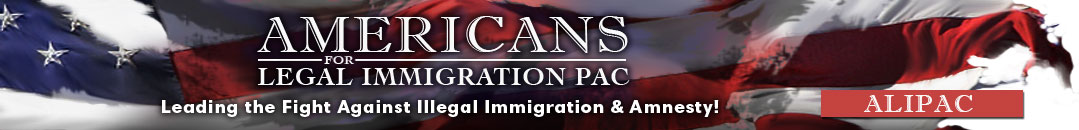 AMERICANS
FOR
LEGAL IMMIGRATION PAC
Leading the Fight Against Illegal Immigration & Amnesty!
ALIPAC